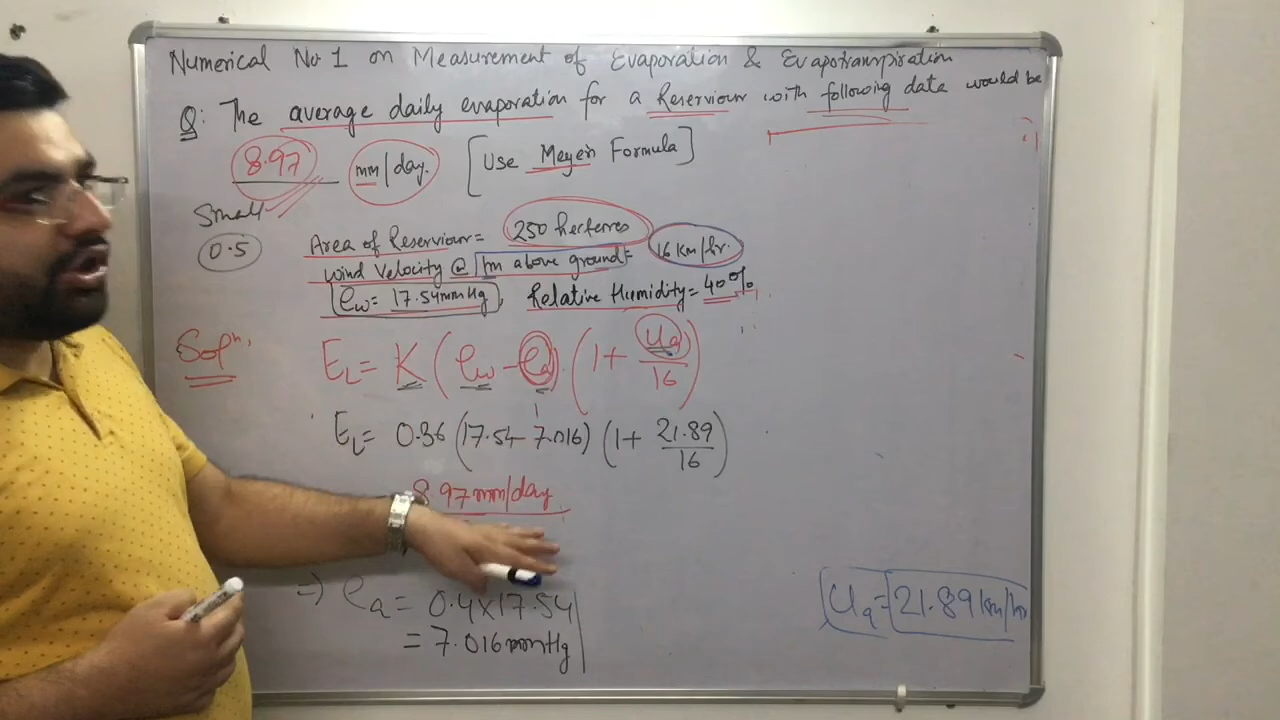 Numerical No 1 on Measurement of Evaporation & Evapotranspiration
Q: The average daily evaporation for a Reserviour with following data would be
8.97 mm/day. [Use Meyer's Formula]
Small
0.5
Area of Reserviour = 250 hecteres
Wind Velocity @ 1m above ground = 16 Km/hr.
ew = 17.54mmHg, Relative Humidity = 40%
Solⁿ.
EL = K (ew - ea) (1 + u9/16)
EL = 0.36 (17.54 - 7.016) (1 + 21.89/16)
8.97 mm/day
⇒ ea = 0.4 x 17.54
= 7.016 mmHg
U9 = 21.89 km/hr